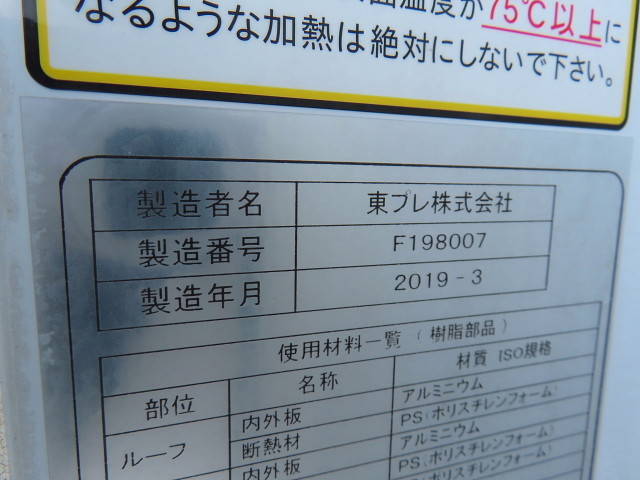 75℃以上に
なるような加熱は絶対にしないで下さい。
製造者名 東プレ株式会社
製造番号 F198007
製造年月 2019-3
使用材料一覧 (樹脂部品)
部位 名称 材質 ISO規格
ルーフ 内外板 アルミニウム
断熱材 PS(ポリスチレンフォーム)
内外板 アルミニウム
PS(ポリスチレンフォーム)